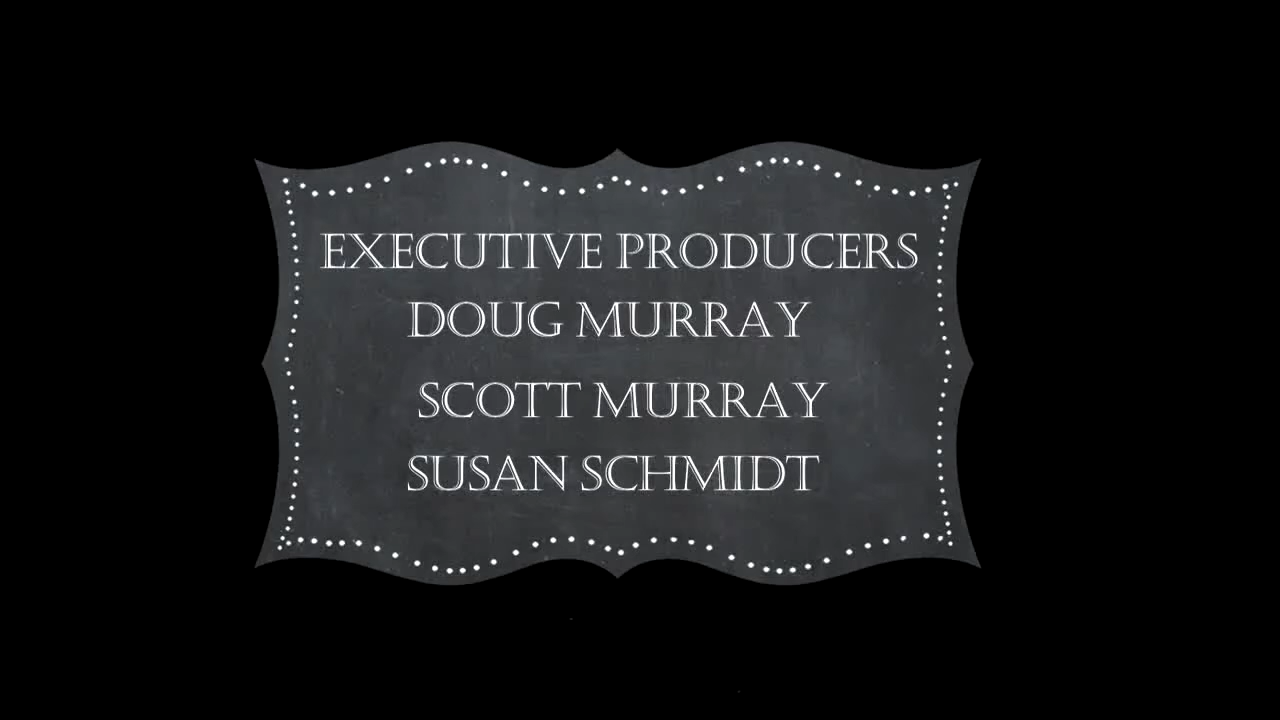 EXECUTIVE PRODUCERS
DOUG MURRAY
SCOTT MURRAY
SUSAN SCHMIDT